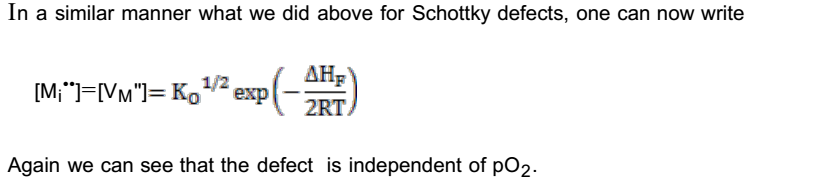 In a similar manner what we did above for Schottky defects, one can now write
[Mi••]=[VM"]= KO^1/2 exp(−ΔHF/2RT)
Again we can see that the defect is independent of pO2.